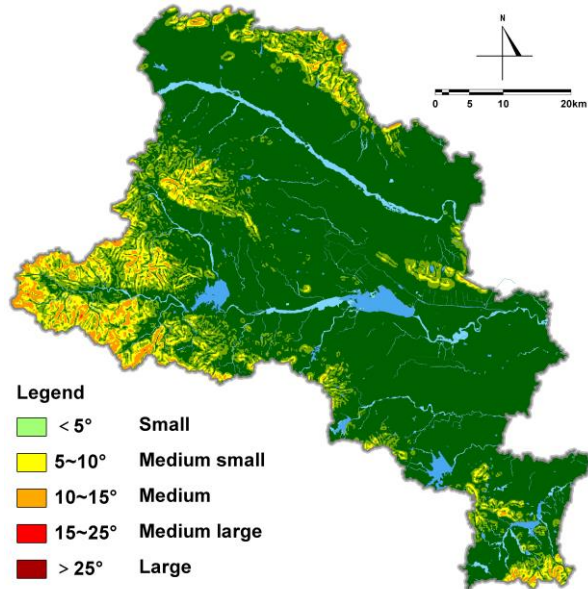 N
0 5 10 20km
Legend
< 5° Small
5~10° Medium small
10~15° Medium
15~25° Medium large
> 25° Large